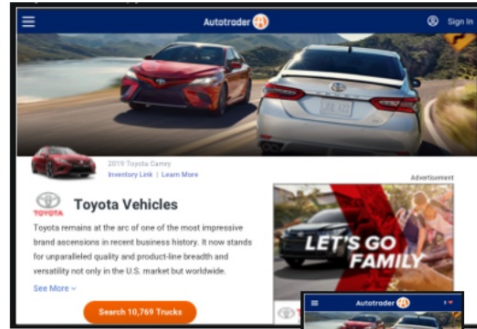 Autotrader
Sign In
2019 Toyota Camry
Inventory Link | Learn More
Advertisement
TOYOTA
Toyota Vehicles
Toyota remains at the arc of one of the most impressive
brand ascensions in recent business history. It now stands
for unparalleled quality and product-line breadth and
versatility not only in the U.S. market but worldwide.
See More
LET'S GO
FAMILY
Search 10,769 Trucks
Autotrader